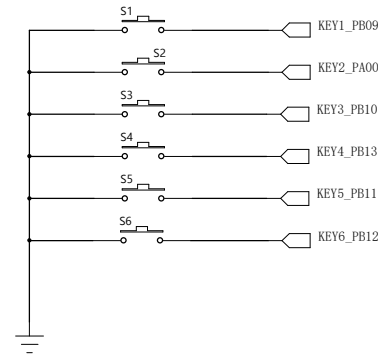 S1
KEY1_PB09
S2
KEY2_PA00
S3
KEY3_PB10
S4
KEY4_PB13
S5
KEY5_PB11
S6
KEY6_PB12